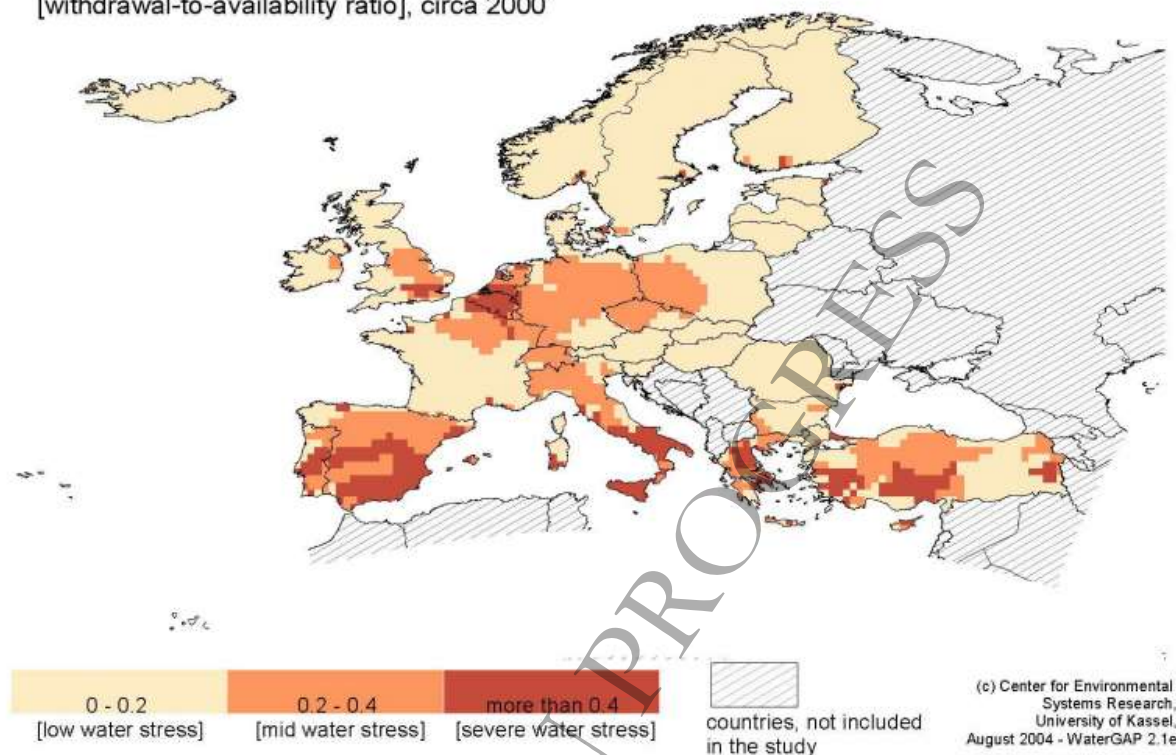 [withdrawal-to-availability ratio], circa 2000
PROGRESS
0 - 0.2
[low water stress]
0.2 - 0.4
[mid water stress]
more than 0.4
[severe water stress]
countries, not included
in the study
(c) Center for Environmental
Systems Research,
University of Kassel,
August 2004 - WaterGAP 2.1e